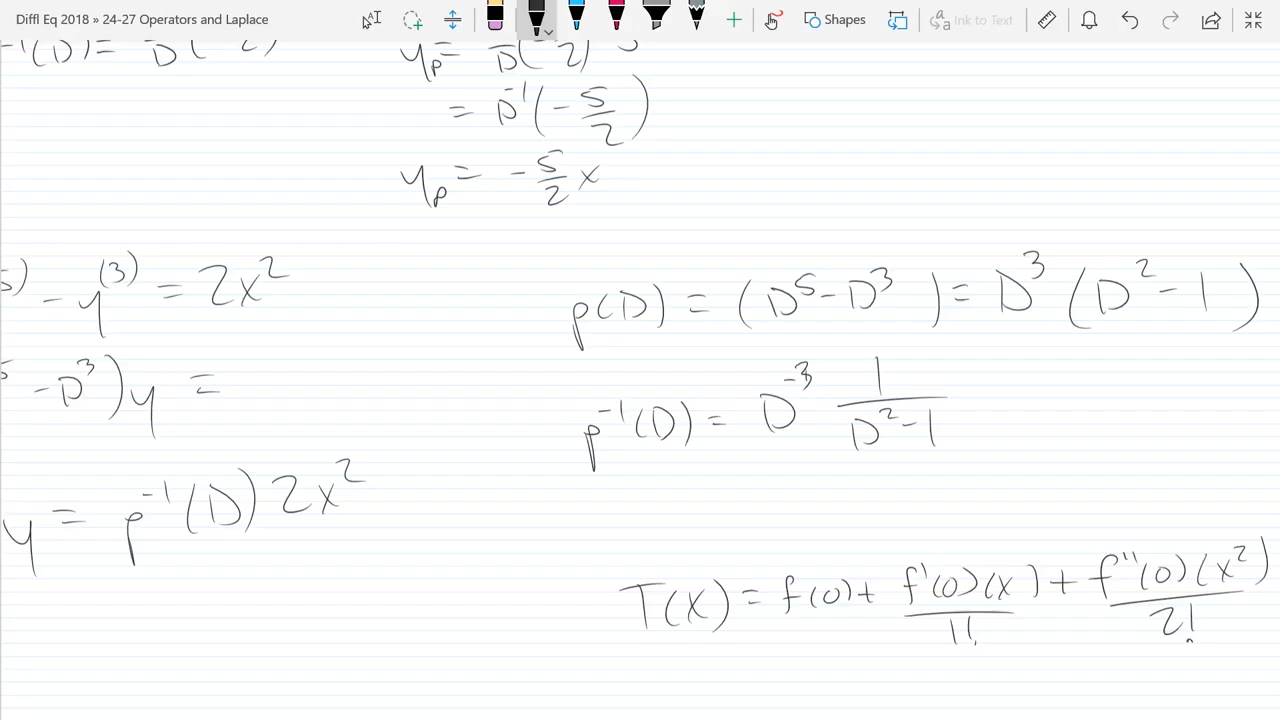 Diffl Eq 2018 » 24-27 Operators and Laplace
Shapes
Ink to Text
= D⁻¹(-5/2)
yₚ = -5/2 x
- y⁽³⁾ = 2x²
p(D) = (D⁵-D³) = D³(D²-1)
-D³)y =
p⁻¹(D) = D⁻³ 1/(D²-1)
y = p⁻¹(D) 2x²
T(x) = f(0) + f'(0)(x)/1! + f''(0)(x²)/2!